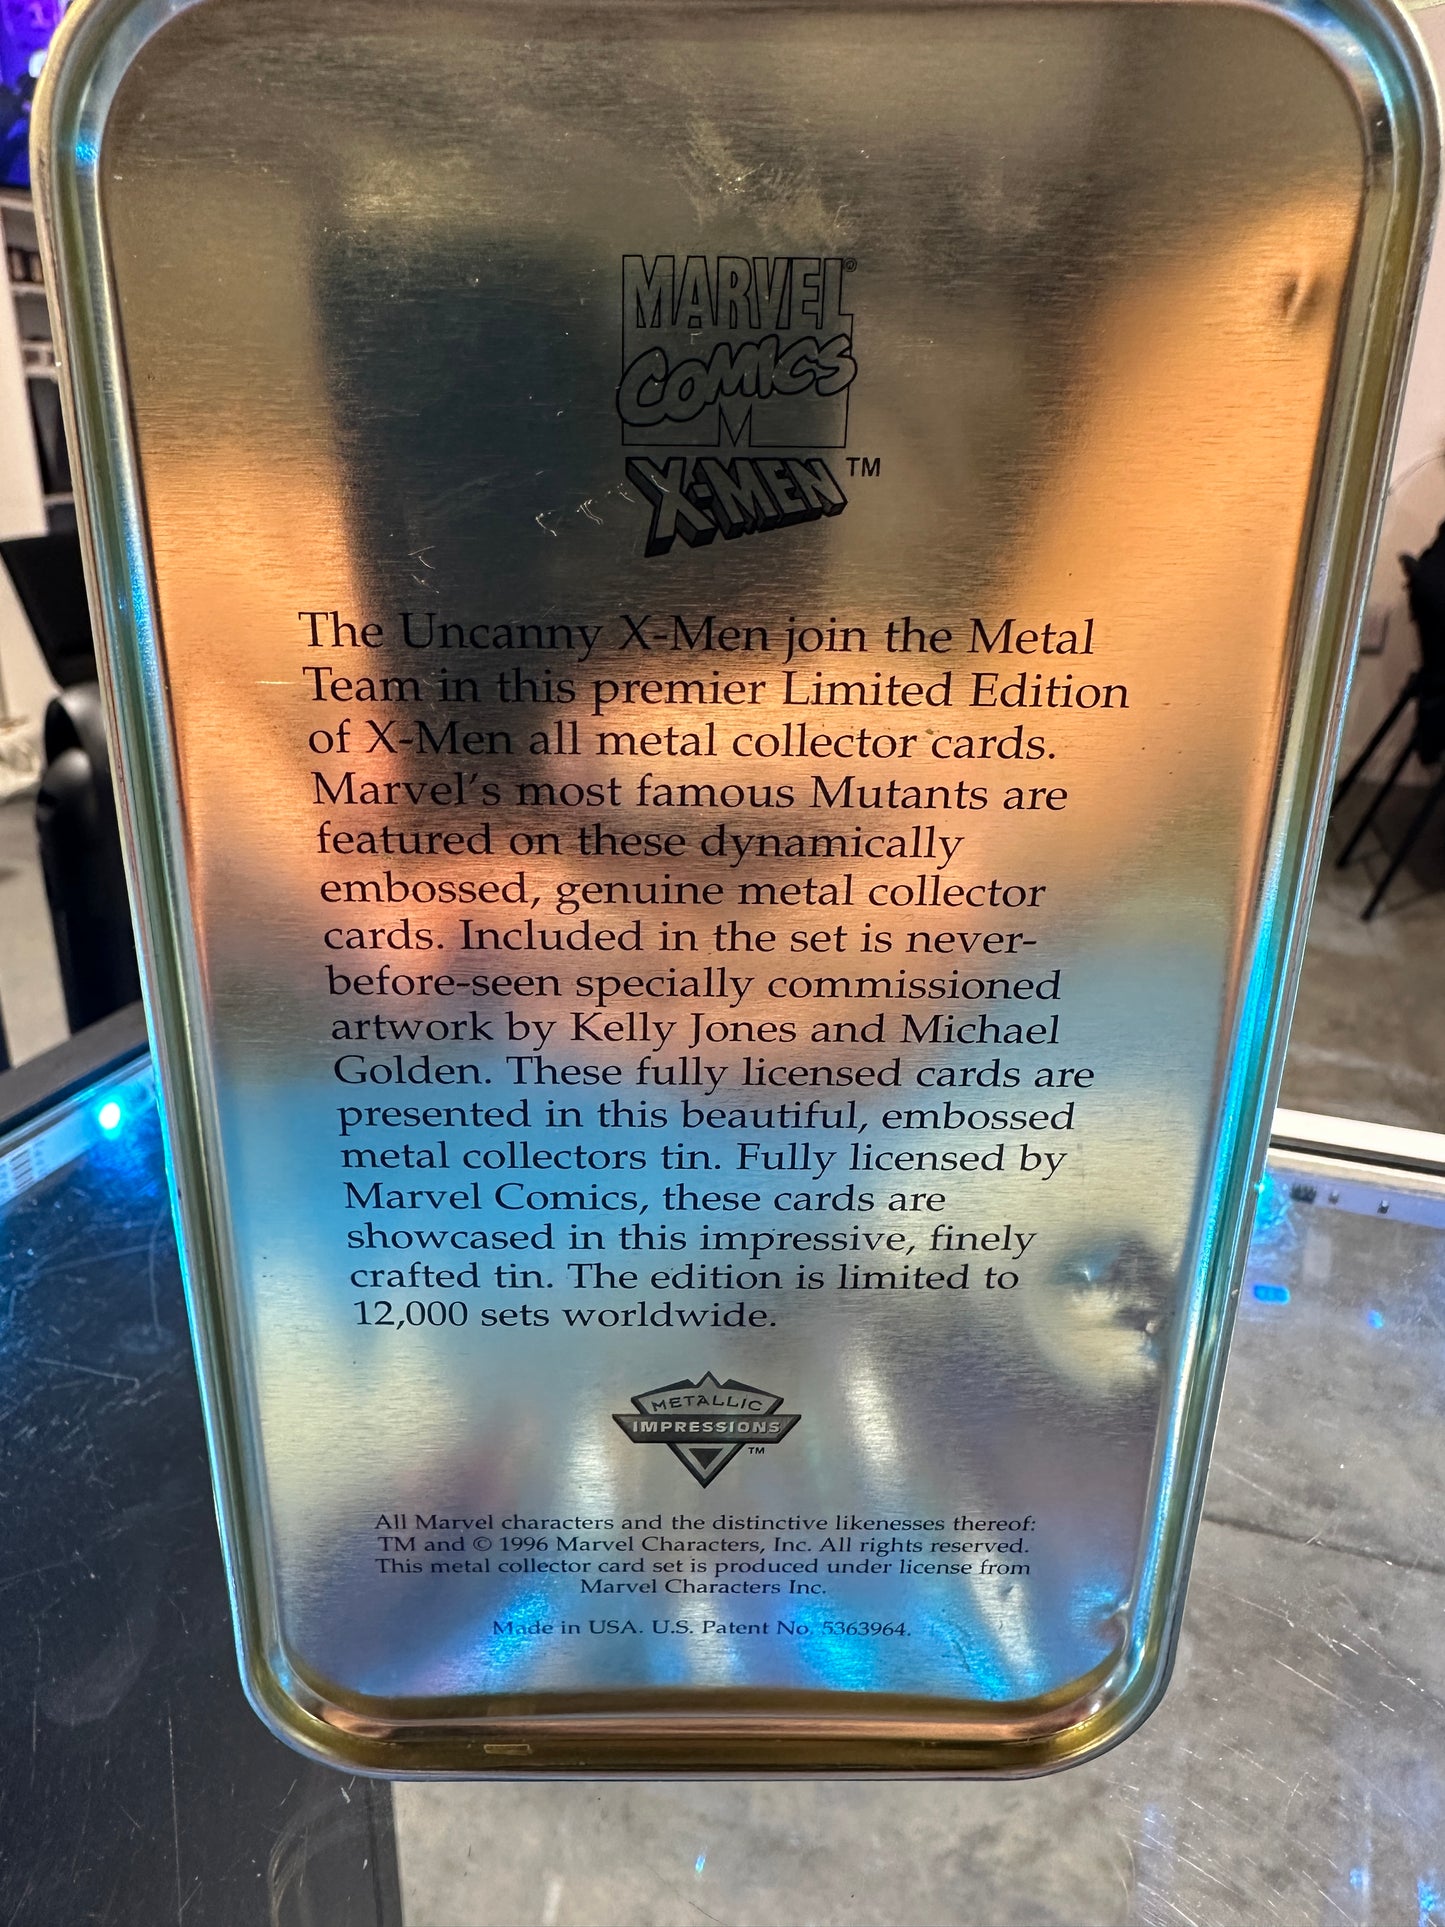 MARVEL®
COMICS
M
X-MEN™
The Uncanny X-Men join the Metal
Team in this premier Limited Edition
of X-Men all metal collector cards.
Marvel's most famous Mutants are
featured on these dynamically
embossed, genuine metal collector
cards. Included in the set is never-
before-seen specially commissioned
artwork by Kelly Jones and Michael
Golden. These fully licensed cards are
presented in this beautiful, embossed
metal collectors tin. Fully licensed by
Marvel Comics, these cards are
showcased in this impressive, finely
crafted tin. The edition is limited to
12,000 sets worldwide.
METALLIC
IMPRESSIONS
TM
All Marvel characters and the distinctive likenesses thereof:
TM and © 1996 Marvel Characters, Inc. All rights reserved.
This metal collector card set is produced under license from
Marvel Characters Inc.
Made in USA. U.S. Patent No. 5363964.